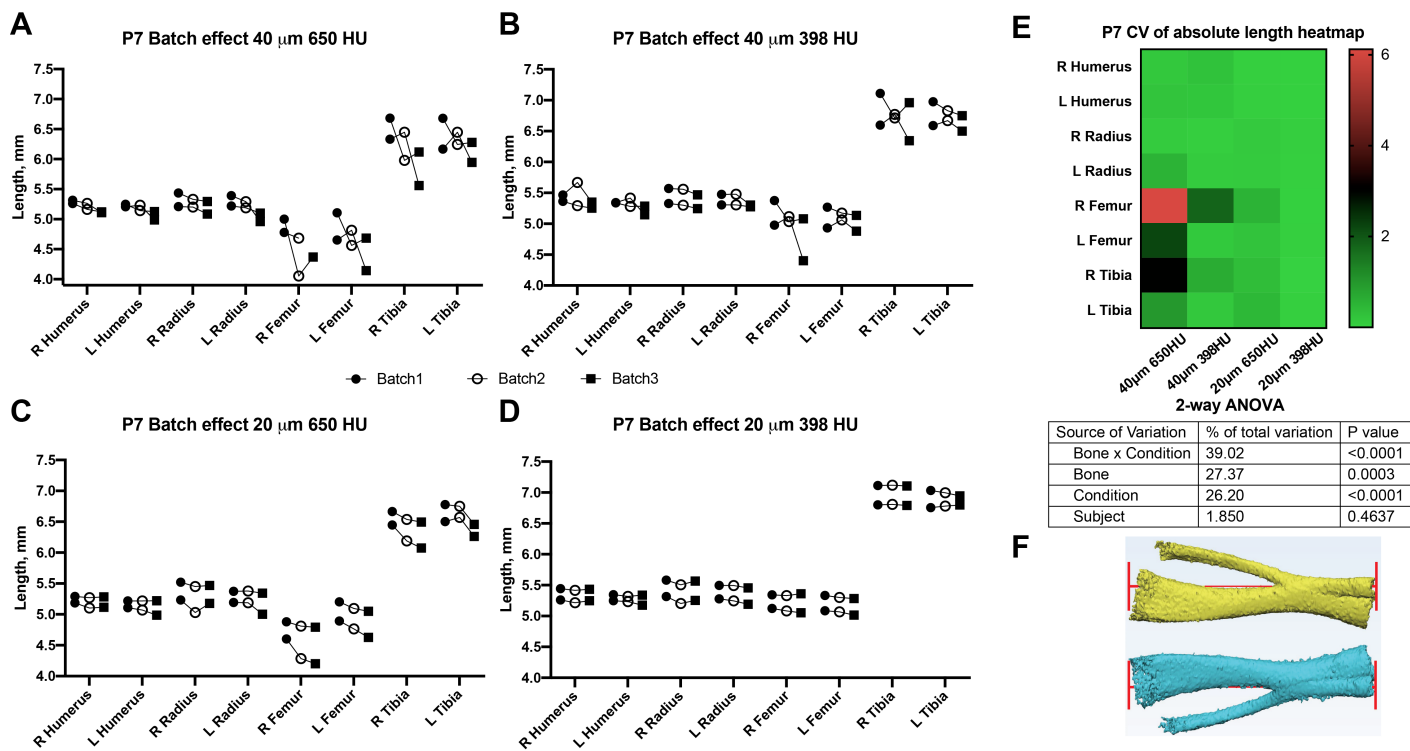 A
P7 Batch effect 40 μm 650 HU
Length, mm
7.5
7.0
6.5
6.0
5.5
5.0
4.5
4.0
R Humerus
L Humerus
R Radius
L Radius
R Femur
L Femur
R Tibia
L Tibia
B
P7 Batch effect 40 μm 398 HU
Length, mm
7.5
7.0
6.5
6.0
5.5
5.0
4.5
4.0
R Humerus
L Humerus
R Radius
L Radius
R Femur
L Femur
R Tibia
L Tibia
Batch1
Batch2
Batch3
C
P7 Batch effect 20 μm 650 HU
Length, mm
7.5
7.0
6.5
6.0
5.5
5.0
4.5
4.0
R Humerus
L Humerus
R Radius
L Radius
R Femur
L Femur
R Tibia
L Tibia
D
P7 Batch effect 20 μm 398 HU
Length, mm
7.5
7.0
6.5
6.0
5.5
5.0
4.5
4.0
R Humerus
L Humerus
R Radius
L Radius
R Femur
L Femur
R Tibia
L Tibia
E
P7 CV of absolute length heatmap
R Humerus
L Humerus
R Radius
L Radius
R Femur
L Femur
R Tibia
L Tibia
40μm 650HU
40μm 398HU
20μm 650HU
20μm 398HU
6
4
2
2-way ANOVA
Source of Variation % of total variation P value
Bone x Condition 39.02 <0.0001
Bone 27.37 0.0003
Condition 26.20 <0.0001
Subject 1.850 0.4637
F